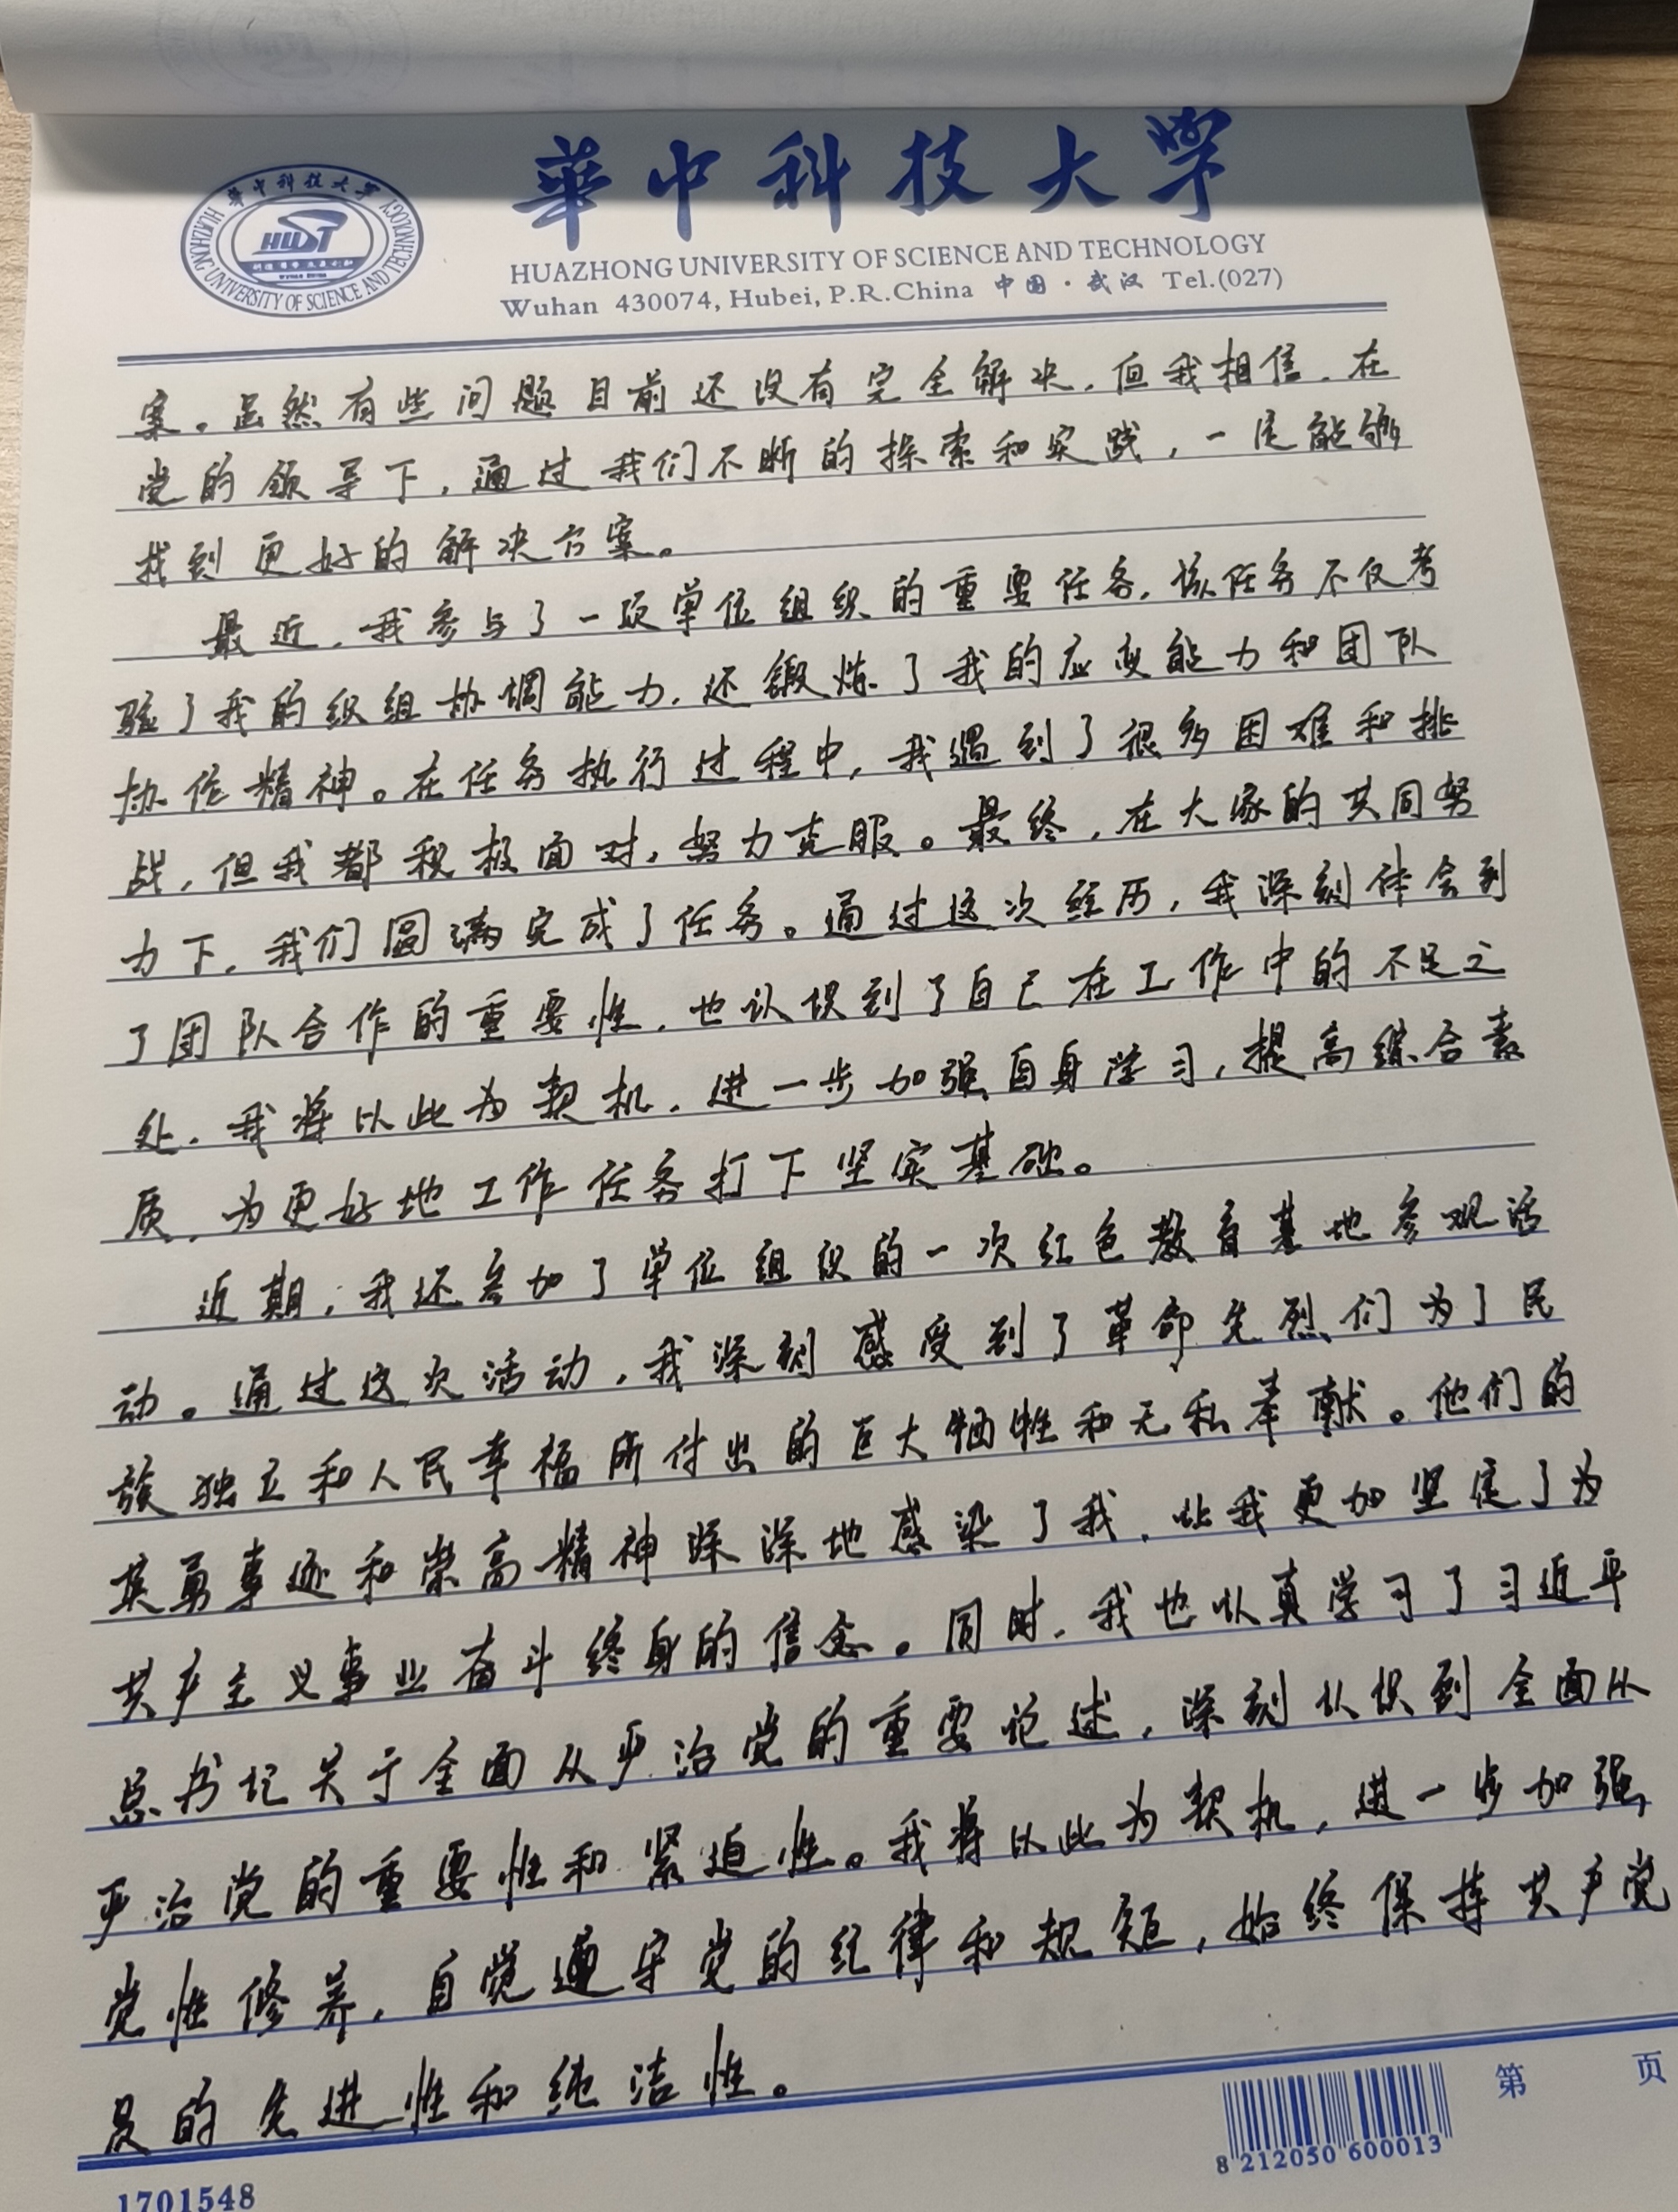 華中科技大学
HUAZHONG UNIVERSITY OF SCIENCE AND TECHNOLOGY
Wuhan 430074, Hubei, P.R.China 中国·武汉 Tel.(027)
華中科技大学
HUAZHONG UNIVERSITY OF SCIENCE AND TECHNOLOGY
HUST
案。虽然有些问题目前还没有完全解决，但我相信，在
党的领导下，通过我们不断的探索和实践，一定能够
找到更好的解决方案。
最近，我参与了一项单位组织的重要任务，该任务不仅考
验了我的织组协调能力，还锻炼了我的应变能力和团队
协作精神。在任务执行过程中，我遇到了很多困难和挑
战，但我都积极面对，努力克服。最终，在大家的共同努
力下，我们圆满完成了任务。通过这次经历，我深刻体会到
了团队合作的重要性，也认识到了自己在工作中的不足之
处，我将以此为契机，进一步加强自身学习，提高综合素
质，为更好地工作任务打下坚实基础。
近期，我还参加了单位组织的一次红色教育基地参观活
动。通过这次活动，我深刻感受到了革命先烈们为了民
族独立和人民幸福所付出的巨大牺牲和无私奉献。他们的
英勇事迹和崇高精神深深地感染了我，让我更加坚定了为
共产主义事业奋斗终身的信念。同时，我也认真学习了习近平
总书记关于全面从严治党的重要论述，深刻认识到全面从
严治党的重要性和紧迫性。我将以此为契机，进一步加强
党性修养，自觉遵守党的纪律和规矩，始终保持共产党
员的先进性和纯洁性。
第 页
8 212050 600013
1701548